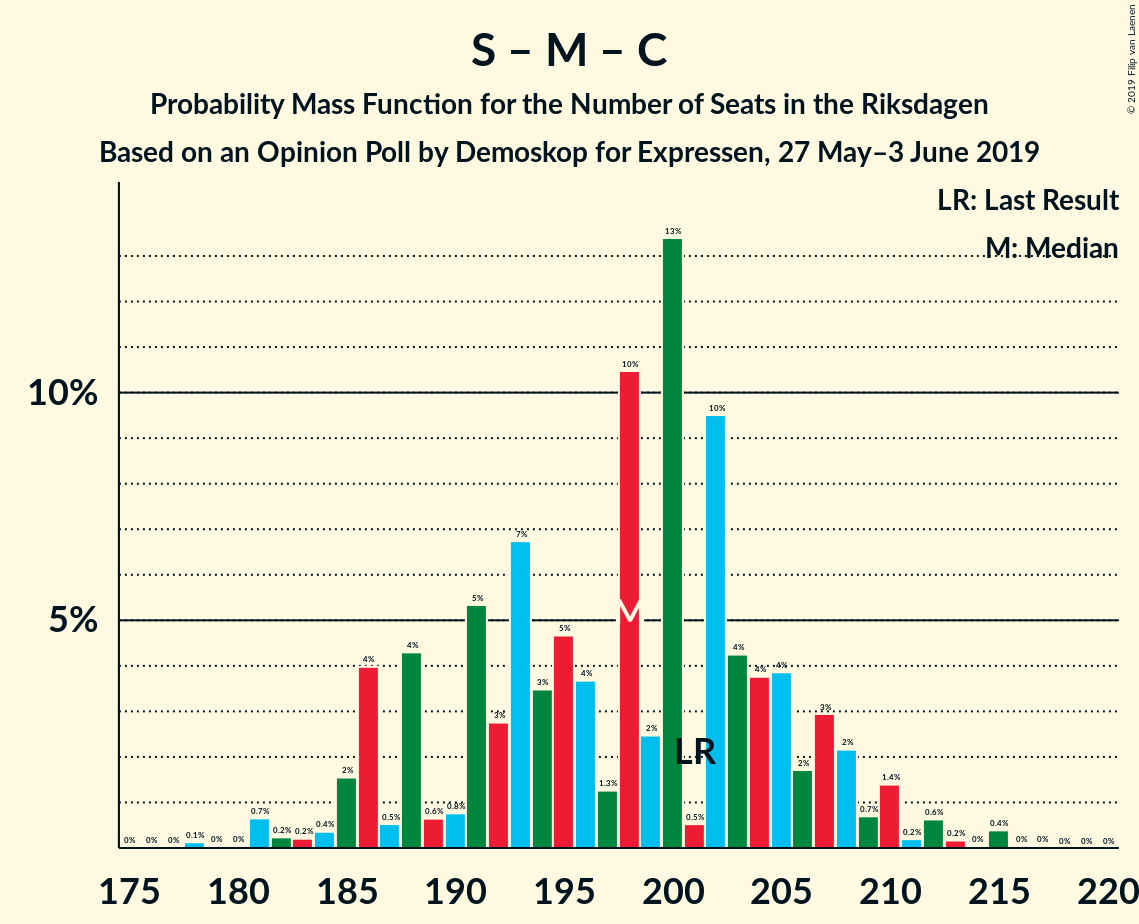 S – M – C
Probability Mass Function for the Number of Seats in the Riksdagen
Based on an Opinion Poll by Demoskop for Expressen, 27 May–3 June 2019
© 2019 Filip van Laenen
LR: Last Result
M: Median
10%
5%
0% 0% 0% 0.1% 0% 0% 0.7% 0.2% 0.2% 0.4% 2% 4% 0.5% 4% 0.6% 0.8% 5% 3% 7% 3% 5% 4% 1.3% 10% 2% 13% 0.5% 10% 4% 4% 4% 2% 3% 2% 0.7% 1.4% 0.2% 0.6% 0.2% 0% 0.4% 0% 0% 0% 0% 0%
M
LR
175 180 185 190 195 200 205 210 215 220